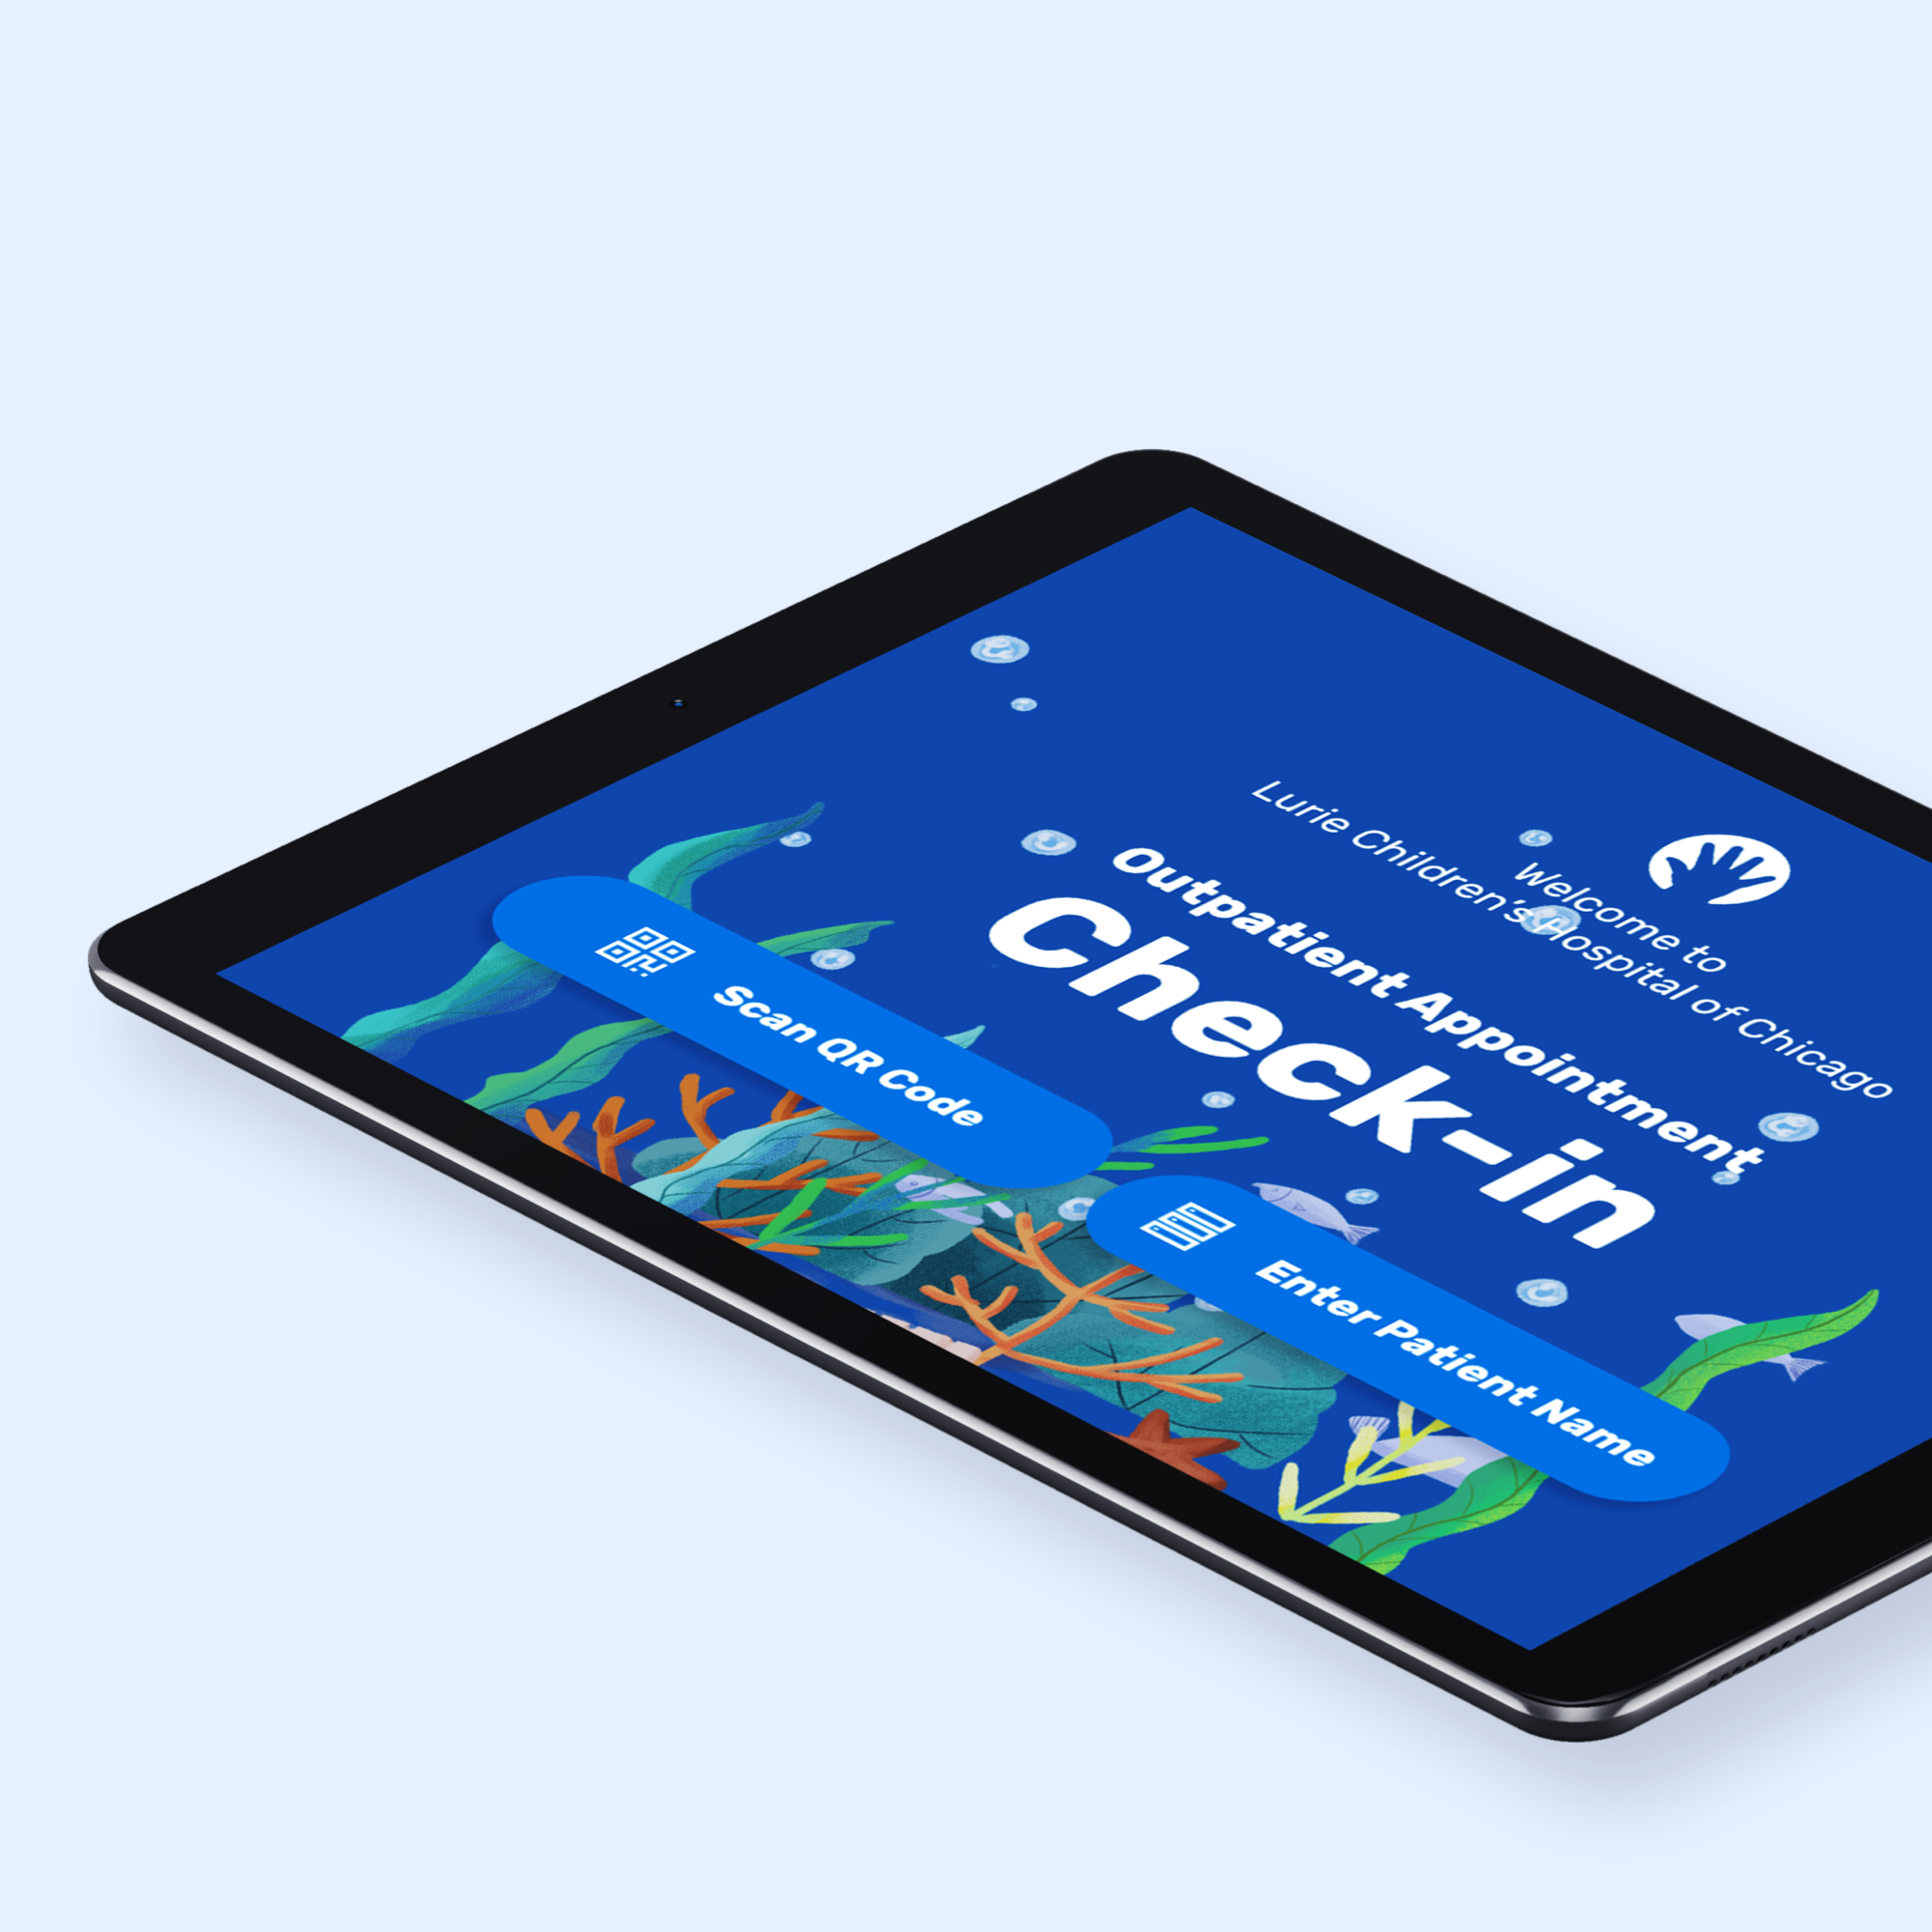 Welcome to
Lurie Children's Hospital of Chicago
Outpatient Appointment
Check-in
Scan QR Code
Enter Patient Name